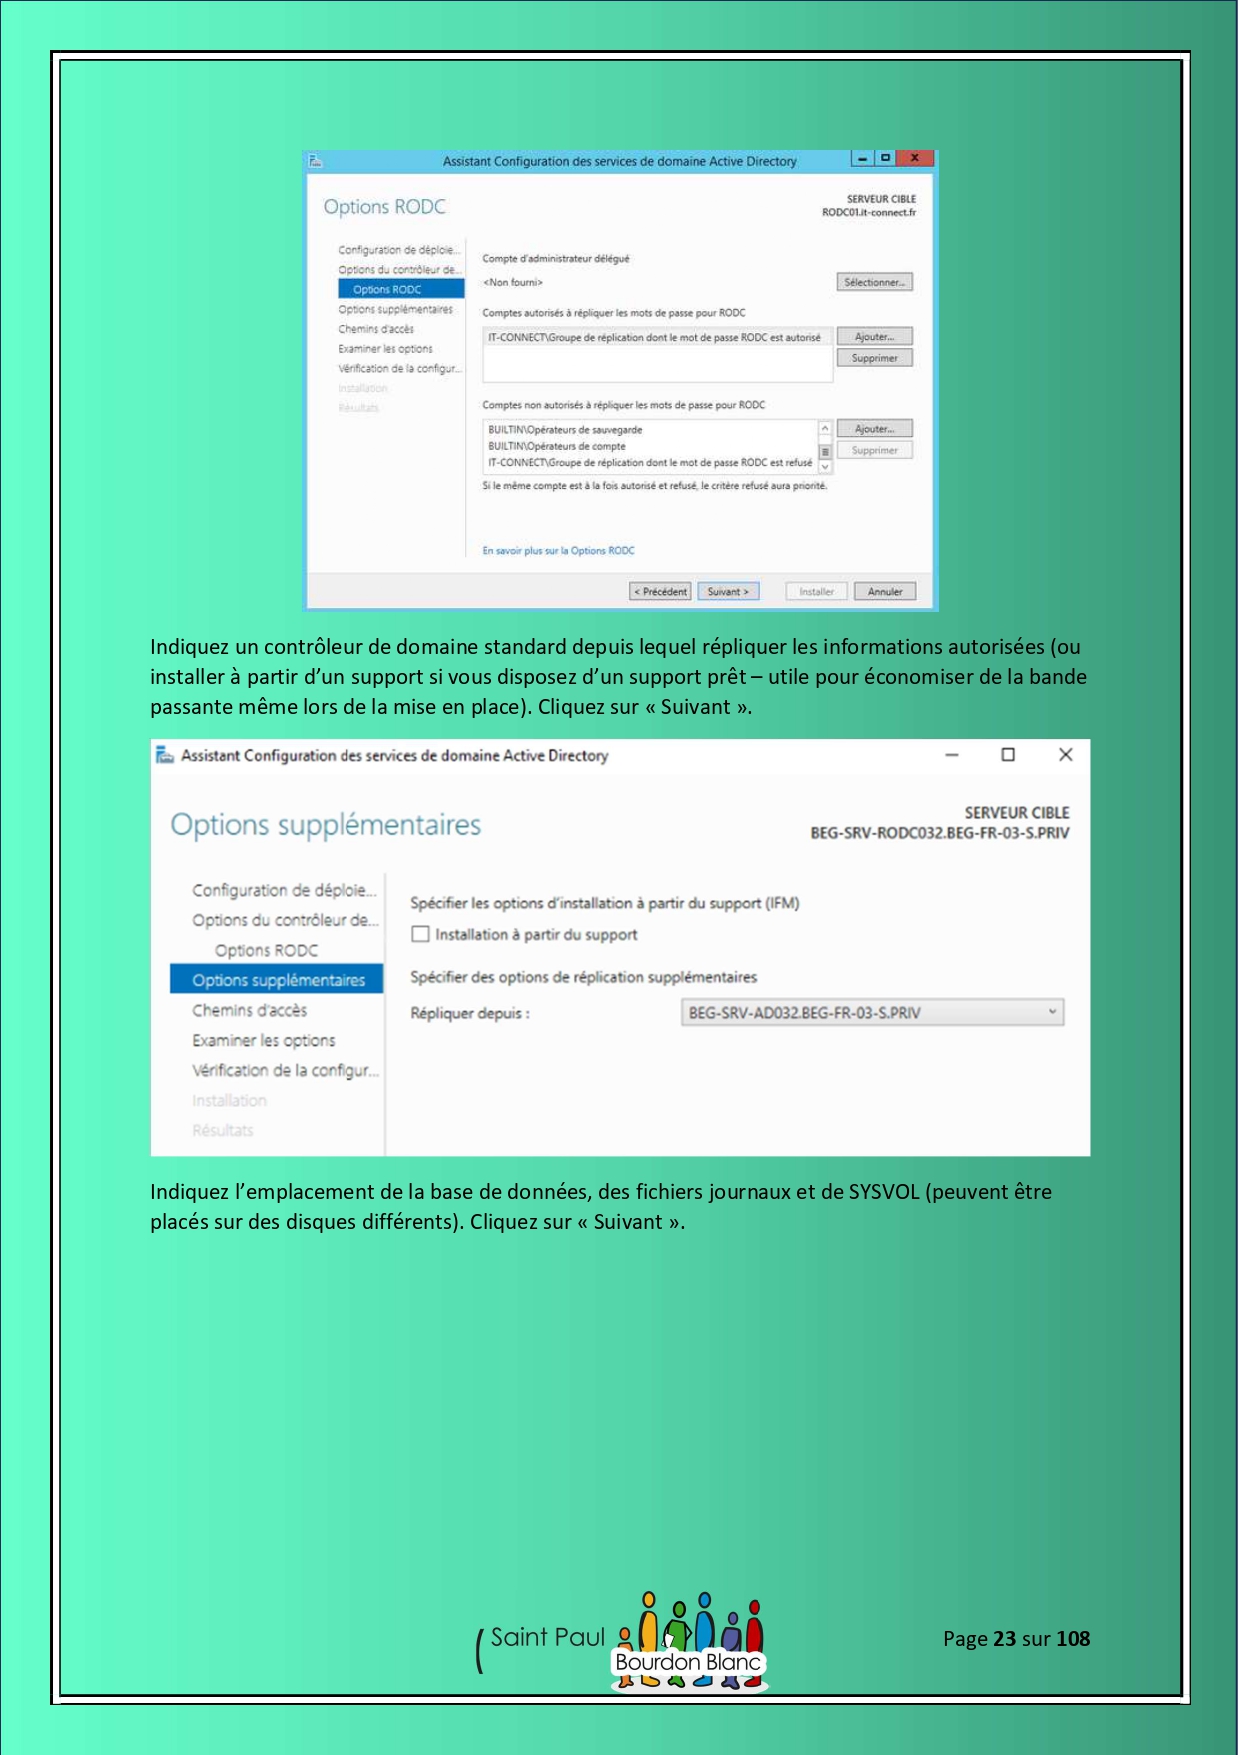 Assistant Configuration des services de domaine Active Directory
Options RODC
SERVEUR CIBLE
RODC01.it-connect.fr
Configuration de déploie...
Options du contrôleur de...
Options RODC
Options supplémentaires
Chemins d'accès
Examiner les options
Vérification de la configur...
Installation
Résultats
Compte d'administrateur délégué
<Non fourni>
Sélectionner...
Comptes autorisés à répliquer les mots de passe pour RODC
IT-CONNECT\Groupe de réplication dont le mot de passe RODC est autorisé
Ajouter...
Supprimer
Comptes non autorisés à répliquer les mots de passe pour RODC
BUILTIN\Opérateurs de sauvegarde
BUILTIN\Opérateurs de compte
IT-CONNECT\Groupe de réplication dont le mot de passe RODC est refusé
Ajouter...
Supprimer
Si le même compte est à la fois autorisé et refusé, le critère refusé aura priorité.
En savoir plus sur la Options RODC
< Précédent
Suivant >
Installer
Annuler
Indiquez un contrôleur de domaine standard depuis lequel répliquer les informations autorisées (ou
installer à partir d'un support si vous disposez d'un support prêt – utile pour économiser de la bande
passante même lors de la mise en place). Cliquez sur « Suivant ».
Assistant Configuration des services de domaine Active Directory
Options supplémentaires
SERVEUR CIBLE
BEG-SRV-RODC032.BEG-FR-03-S.PRIV
Configuration de déploie...
Options du contrôleur de...
Options RODC
Options supplémentaires
Chemins d'accès
Examiner les options
Vérification de la configur...
Installation
Résultats
Spécifier les options d'installation à partir du support (IFM)
Installation à partir du support
Spécifier des options de réplication supplémentaires
Répliquer depuis :
BEG-SRV-AD032.BEG-FR-03-S.PRIV
Indiquez l'emplacement de la base de données, des fichiers journaux et de SYSVOL (peuvent être
placés sur des disques différents). Cliquez sur « Suivant ».
Saint Paul
Bourdon Blanc
Page 23 sur 108